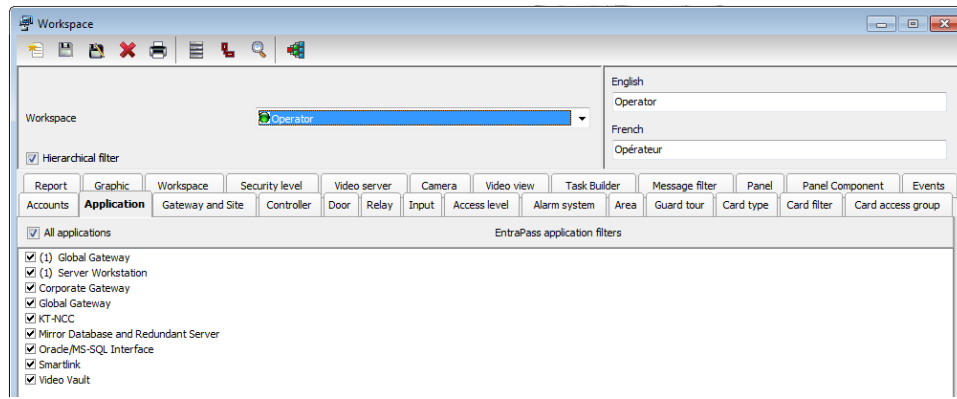 Workspace
English
Operator
Workspace
Operator
French
Opérateur
Hierarchical filter
Report Graphic Workspace Security level Video server Camera Video view Task Builder Message filter Panel Panel Component Events
Accounts Application Gateway and Site Controller Door Relay Input Access level Alarm system Area Guard tour Card type Card filter Card access group
All applications EntraPass application filters
(1) Global Gateway
(1) Server Workstation
Corporate Gateway
Global Gateway
KT-NCC
Mirror Database and Redundant Server
Oracle/MS-SQL Interface
Smartlink
Video Vault